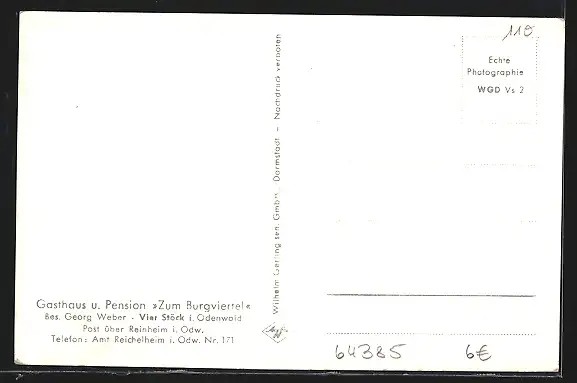 110
Echte
Photographie
WGD Vs 2
Wilhelm Gerling sen. GmbH. Darmstadt – Nachdruck verboten
Gasthaus u. Pension »Zum Burgviertel«
Bes. Georg Weber · Vier Stöck i. Odenwald
Post über Reinheim i. Odw.
Telefon: Amt Reichelheim i. Odw. Nr. 171
64385 6€